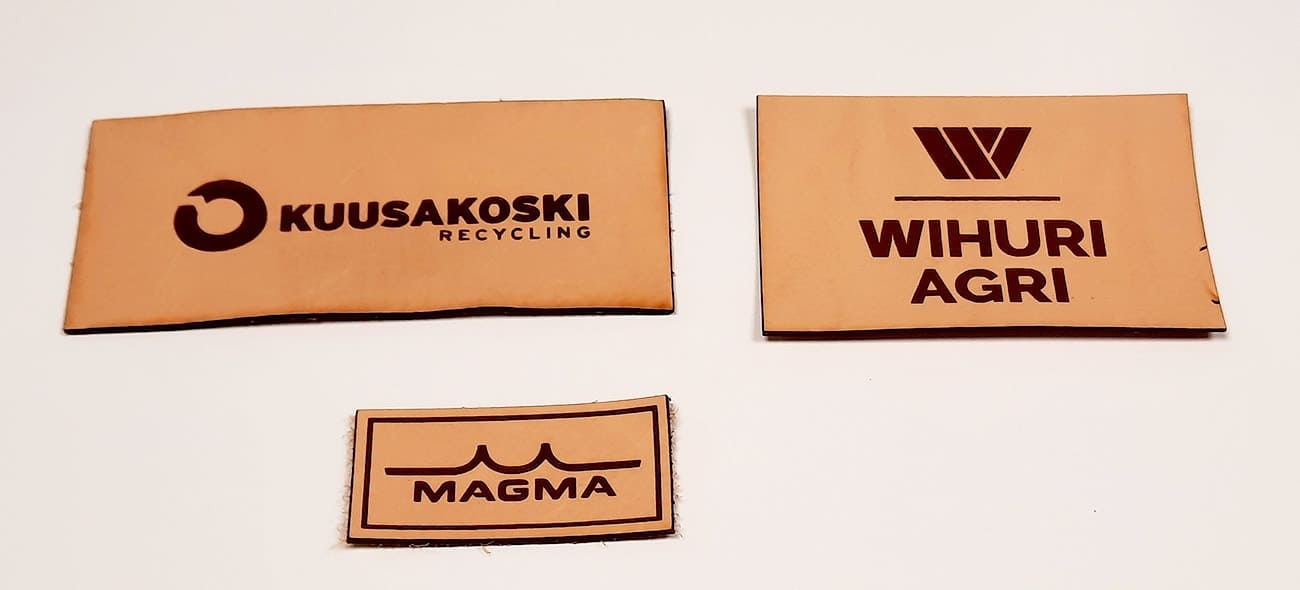 KUUSAKOSKI
RECYCLING
WIHURI
AGRI
MAGMA